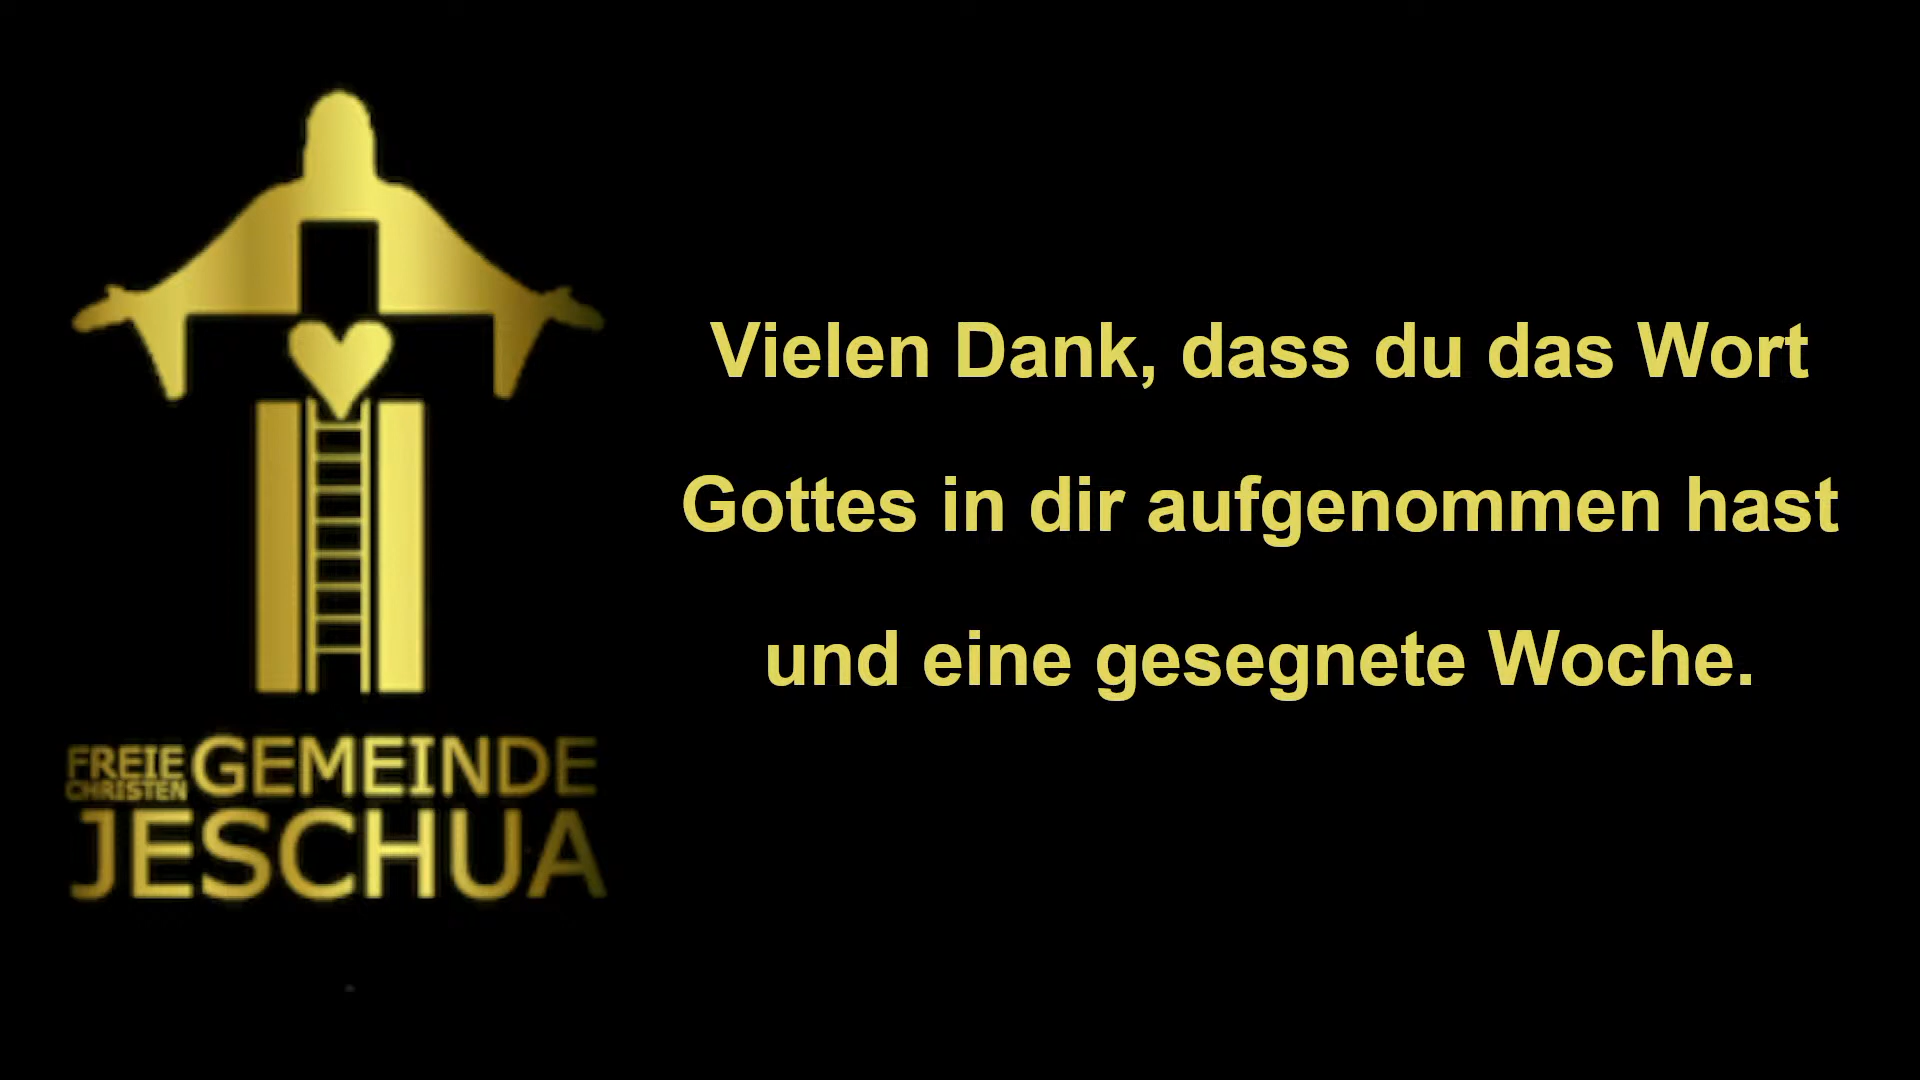 Vielen Dank, dass du das Wort
Gottes in dir aufgenommen hast
und eine gesegnete Woche.
FREIE CHRISTEN GEMEINDE
JESCHUA